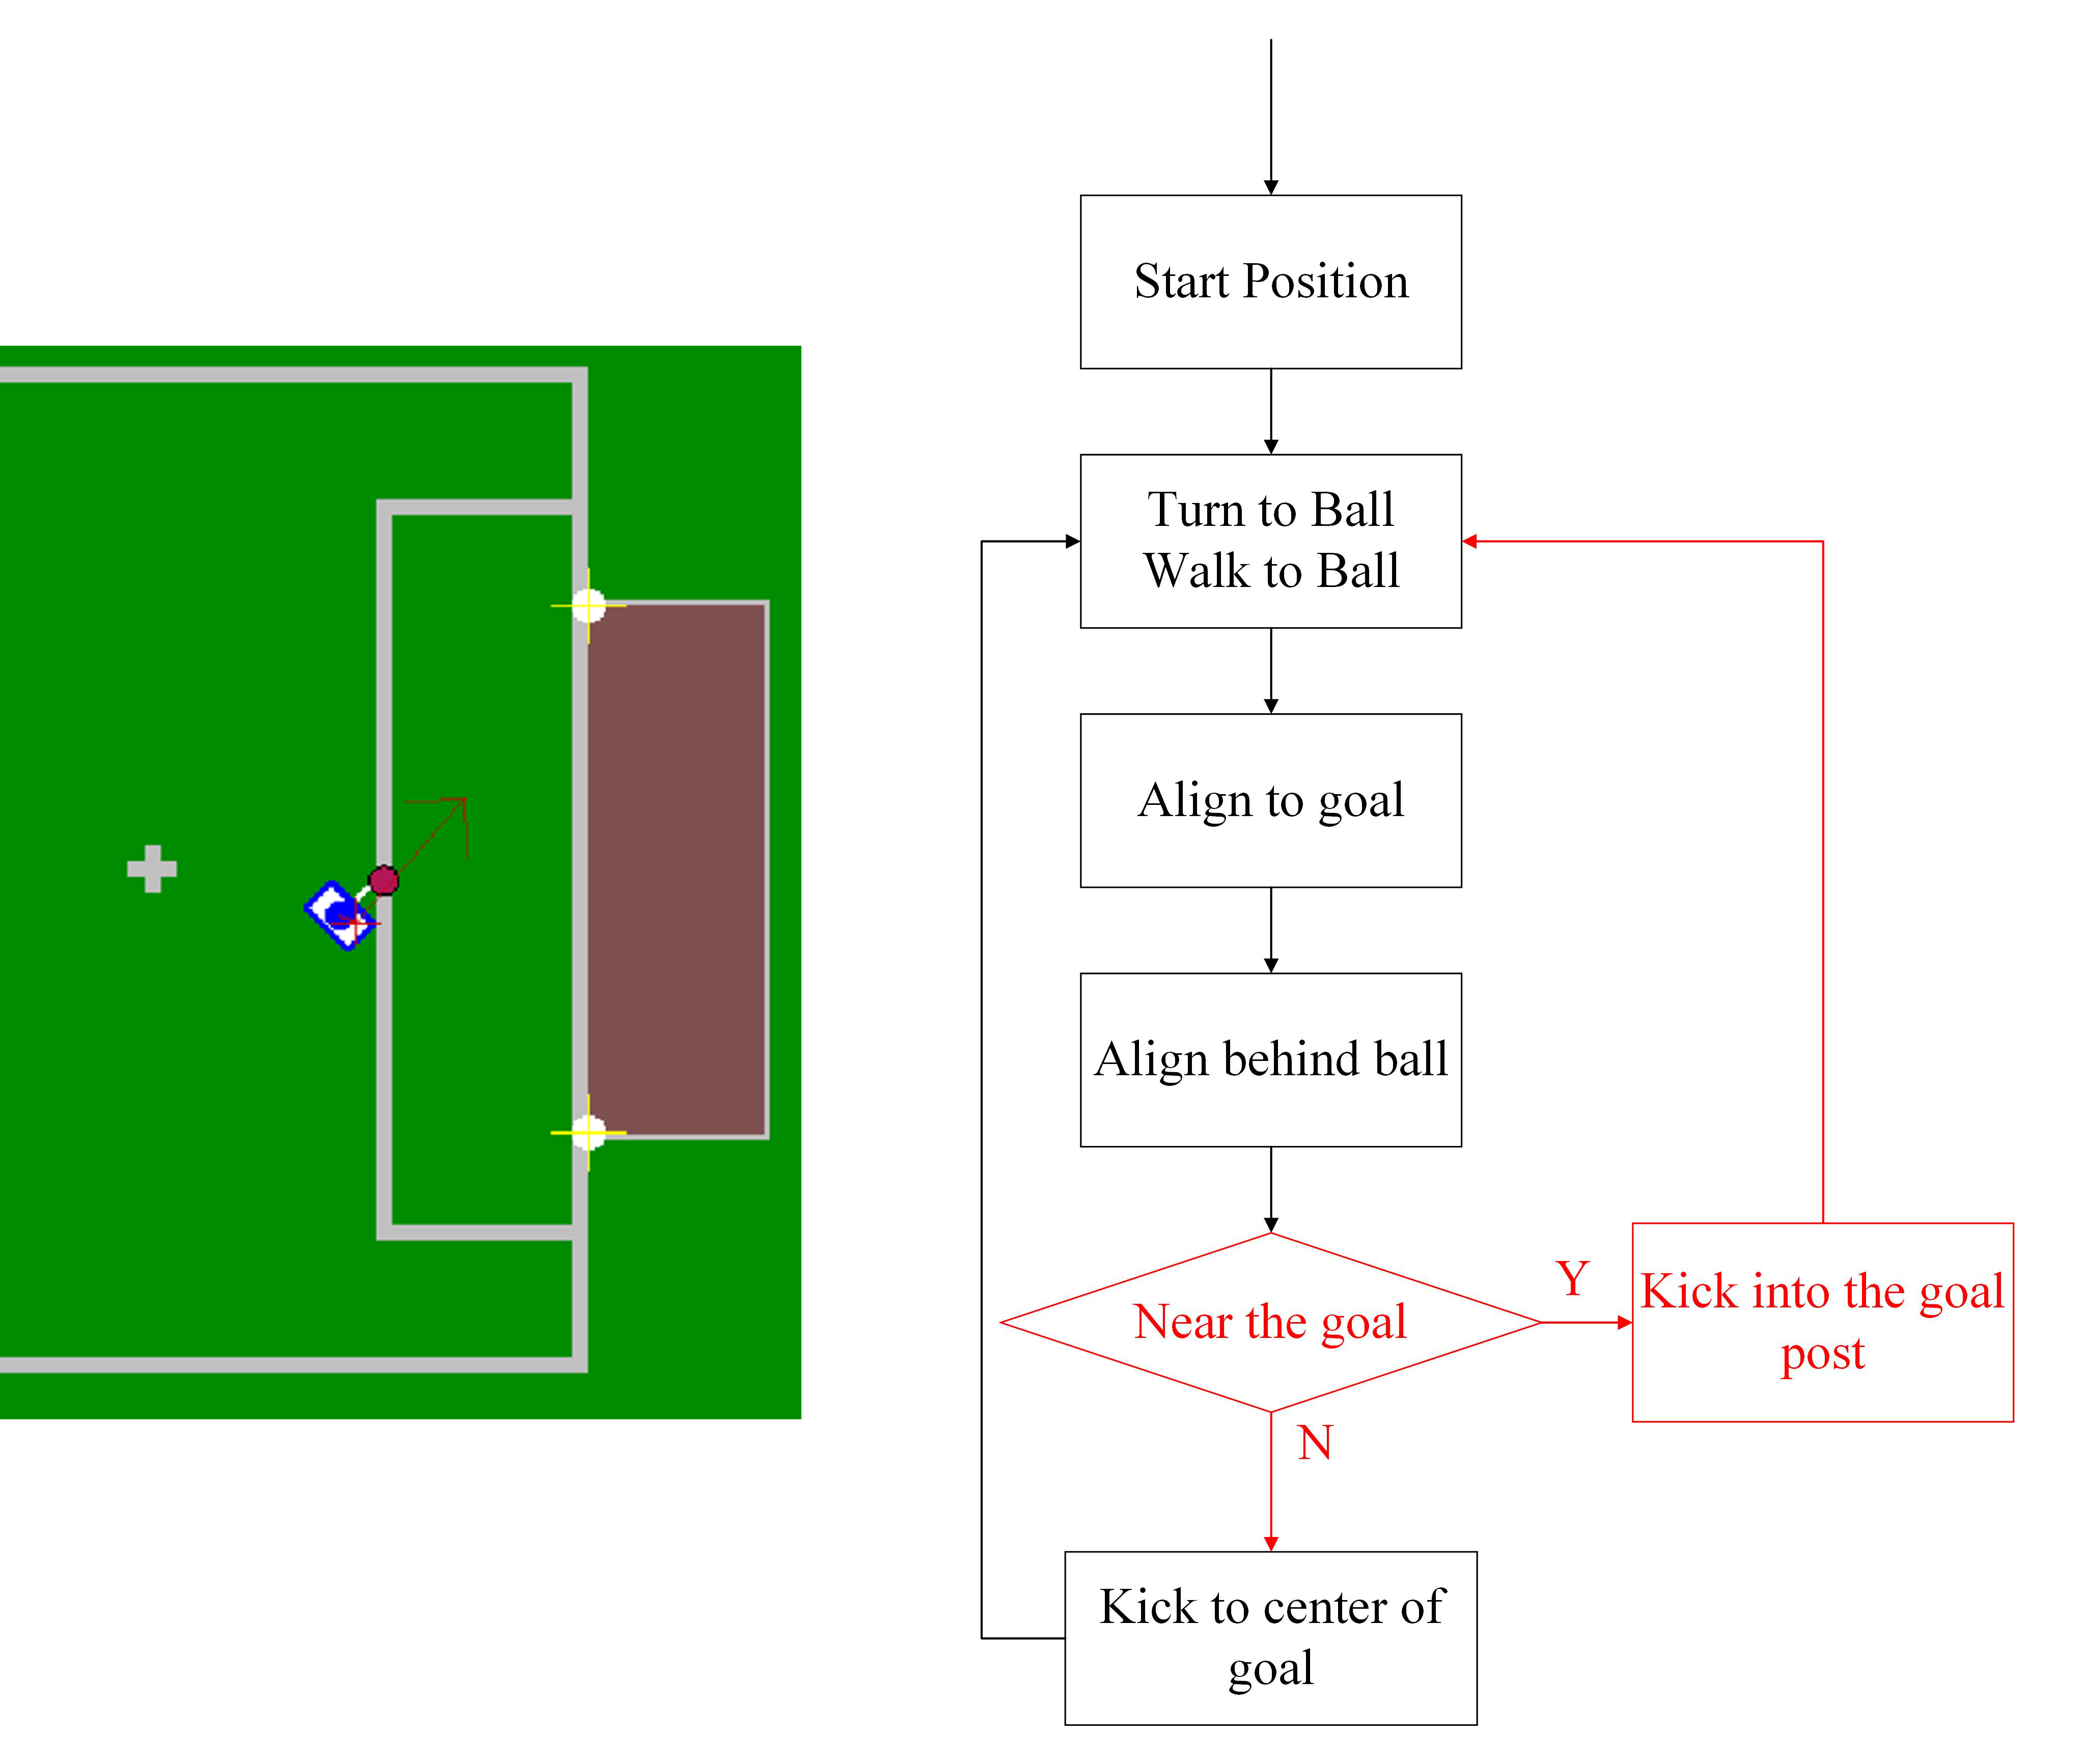 Start Position
Turn to Ball
Walk to Ball
Align to goal
Align behind ball
Near the goal
Y
Kick into the goal
post
N
Kick to center of
goal